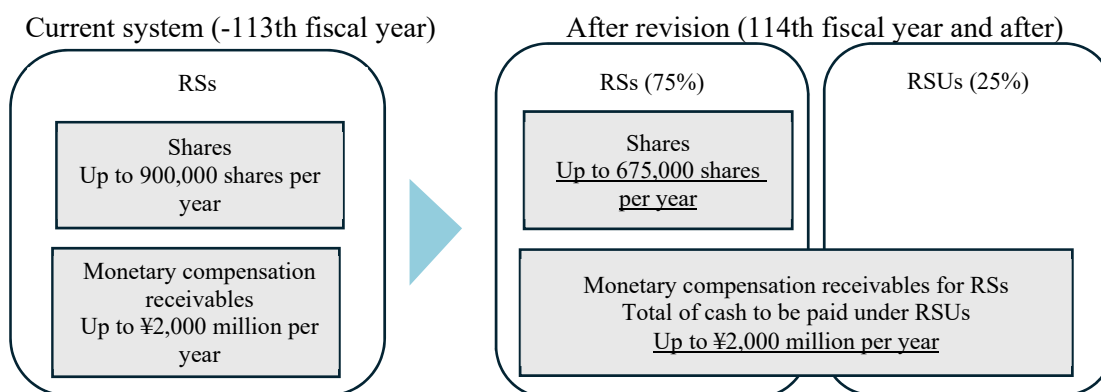 Current system (-113th fiscal year)
RSs
Shares
Up to 900,000 shares per
year
Monetary compensation
receivables
Up to ¥2,000 million per
year
After revision (114th fiscal year and after)
RSs (75%)
RSUs (25%)
Shares
Up to 675,000 shares
per year
Monetary compensation receivables for RSs
Total of cash to be paid under RSUs
Up to ¥2,000 million per year